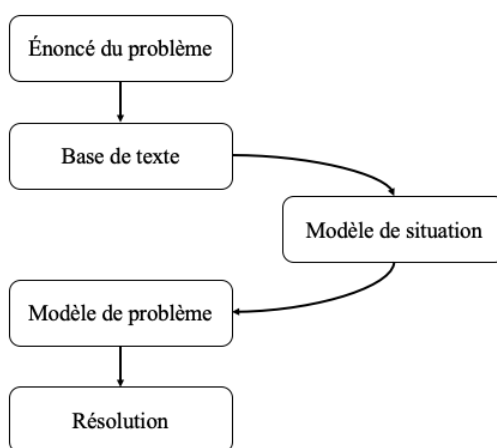 Énoncé du problème
Base de texte
Modèle de situation
Modèle de problème
Résolution